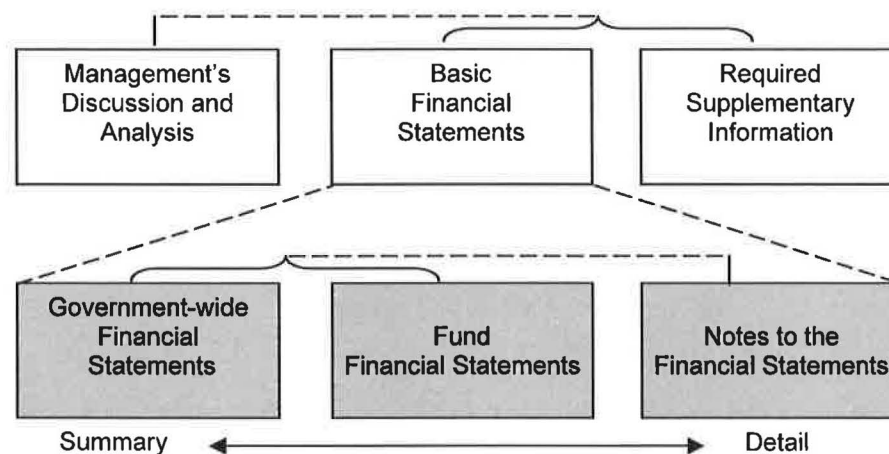 Management's
Discussion and
Analysis
Basic
Financial
Statements
Required
Supplementary
Information
Government-wide
Financial
Statements
Fund
Financial Statements
Notes to the
Financial Statements
Summary
Detail